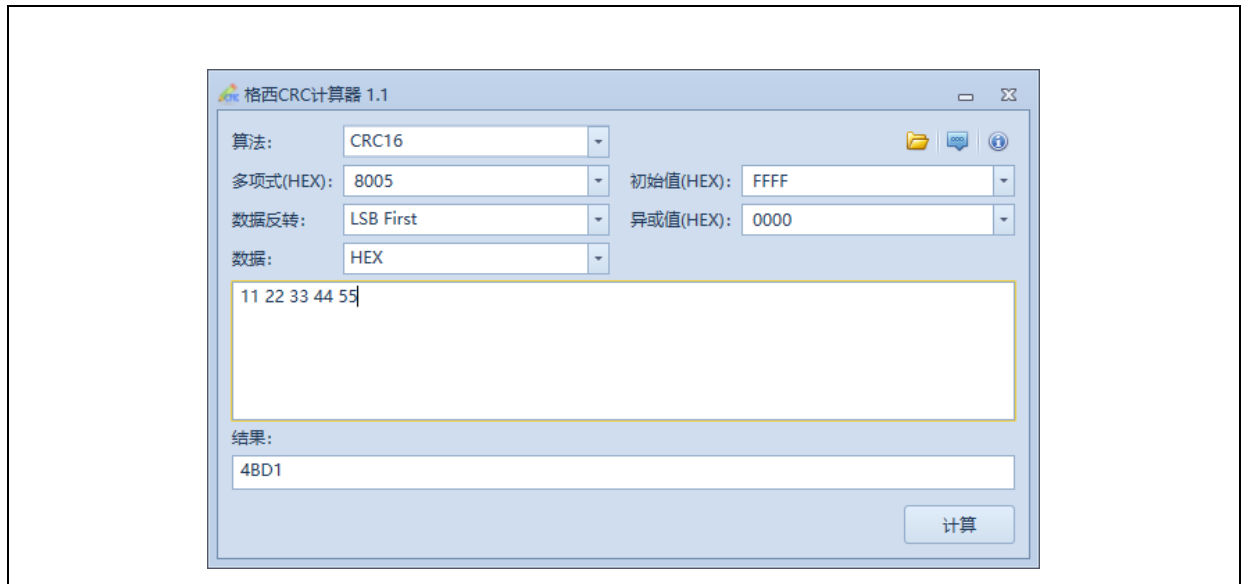 格西CRC计算器 1.1
算法: CRC16
多项式(HEX): 8005 初始值(HEX): FFFF
数据反转: LSB First 异或值(HEX): 0000
数据: HEX
11 22 33 44 55
结果:
4BD1
计算